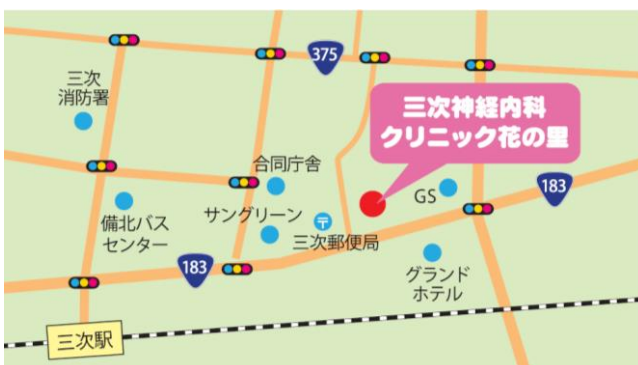 375
三次
消防署
三次神経内科
クリニック花の里
合同庁舎
GS
183
備北バス
センター
サングリーン
〒
三次郵便局
183
グランド
ホテル
三次駅